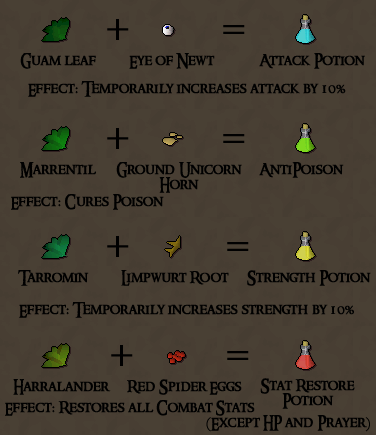 Guam leaf + Eye of Newt = Attack Potion
Effect: Temporarily increases attack by 10%
Marrentil + Ground Unicorn Horn = AntiPoison
Effect: Cures Poison
Tarromin + Limpwurt Root = Strength Potion
Effect: Temporarily increases strength by 10%
Harralander + Red Spider Eggs = Stat Restore Potion
Effect: Restores all Combat Stats
(Except HP and Prayer)